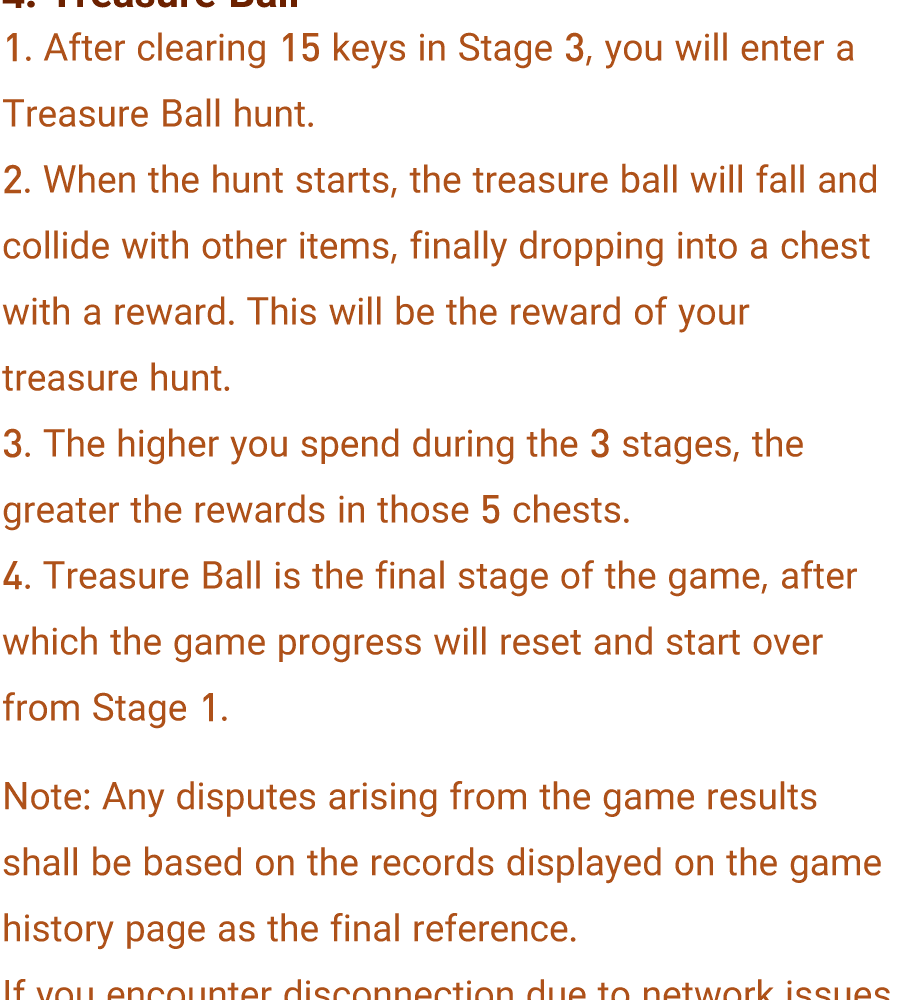 4. Treasure Ball
1. After clearing 15 keys in Stage 3, you will enter a
Treasure Ball hunt.
2. When the hunt starts, the treasure ball will fall and
collide with other items, finally dropping into a chest
with a reward. This will be the reward of your
treasure hunt.
3. The higher you spend during the 3 stages, the
greater the rewards in those 5 chests.
4. Treasure Ball is the final stage of the game, after
which the game progress will reset and start over
from Stage 1.
Note: Any disputes arising from the game results
shall be based on the records displayed on the game
history page as the final reference.
If you encounter disconnection due to network issues